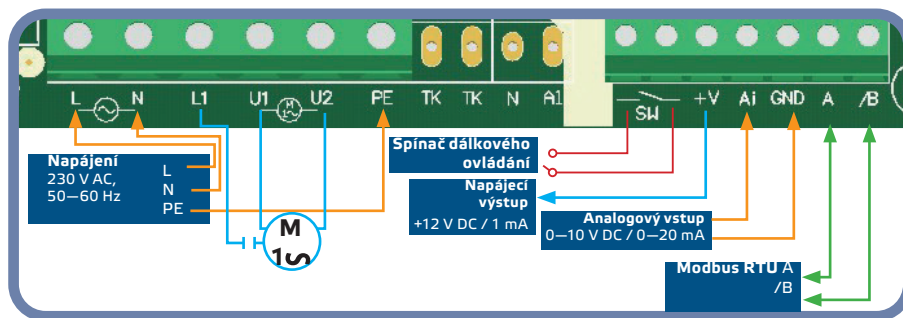 L N L1 U1 M 1 U2 PE TK TK N A1 SW +V Ai GND A /B
Napájení
230 V AC,
50—60 Hz
L
N
PE
M
1
Spínač dálkového
ovládání
Napájecí
výstup
+12 V DC / 1 mA
Analogový vstup
0—10 V DC / 0—20 mA
Modbus RTU A
/B